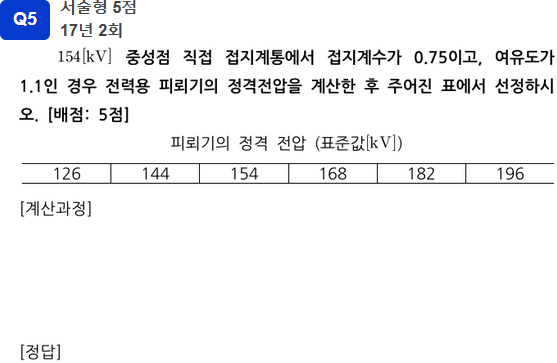 Q5
서술형 5점
17년 2회
154[kV] 중성점 직접 접지계통에서 접지계수가 0.75이고, 여유도가
1.1인 경우 전력용 피뢰기의 정격전압을 계산한 후 주어진 표에서 선정하시
오. [배점: 5점]
피뢰기의 정격 전압 (표준값[kV])
126 144 154 168 182 196
[계산과정]
[정답]